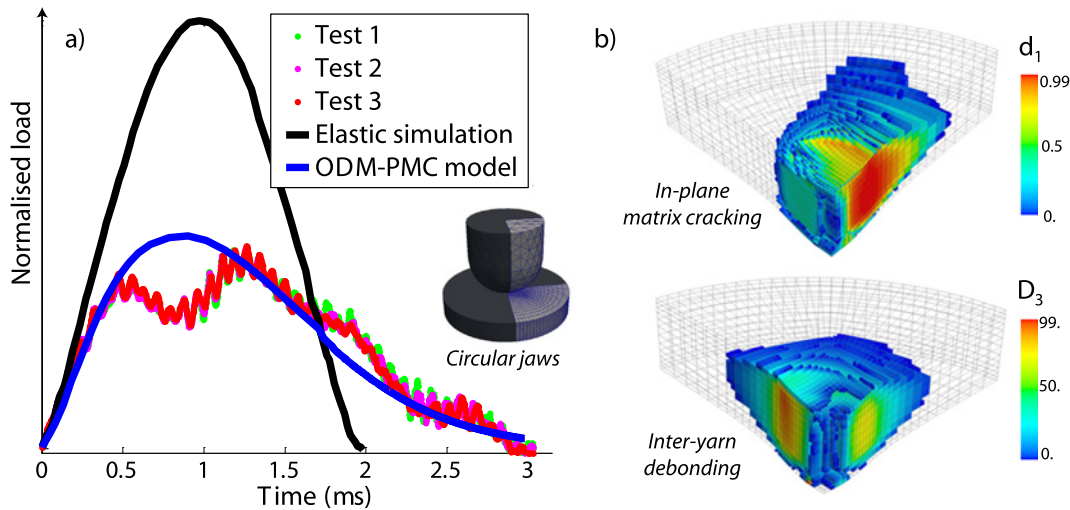 a)
Test 1
Test 2
Test 3
Elastic simulation
ODM-PMC model
Normalised load
Circular jaws
0
0.5
1
1.5
2
2.5
3
Time (ms)
b)
d1
0.99
0.5
0.
In-plane
matrix cracking
D3
99.
50.
0.
Inter-yarn
debonding